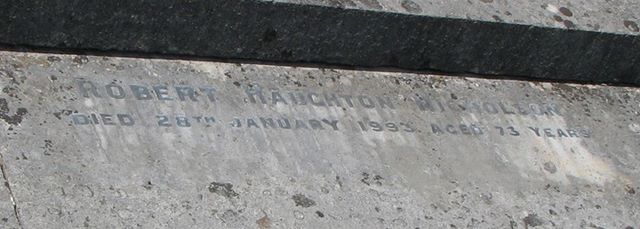 ROBERT HAUGHTON NICHOLSON
DIED 28TH JANUARY 1993 AGED 73 YEARS